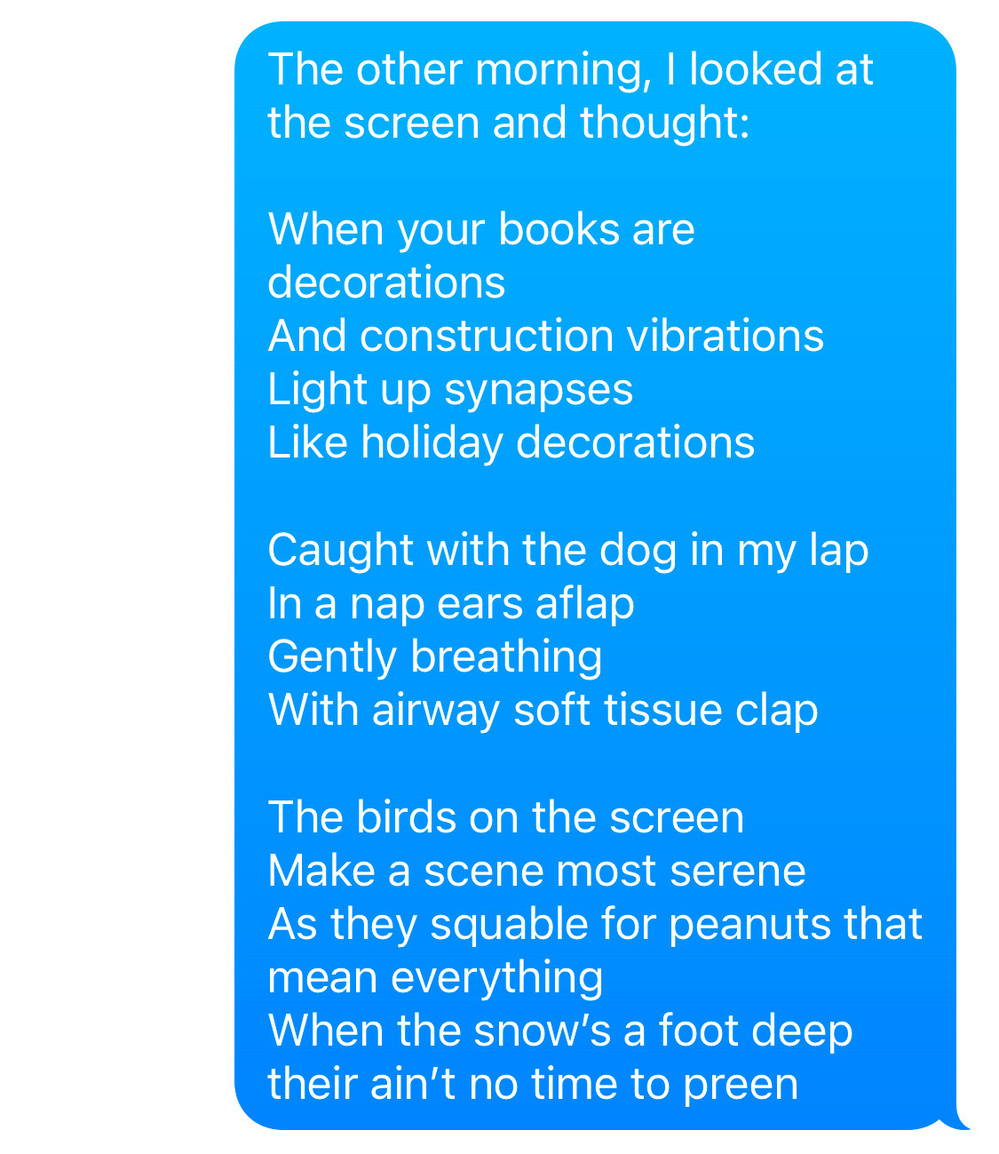 The other morning, I looked at
the screen and thought:

When your books are
decorations
And construction vibrations
Light up synapses
Like holiday decorations

Caught with the dog in my lap
In a nap ears aflap
Gently breathing
With airway soft tissue clap

The birds on the screen
Make a scene most serene
As they squable for peanuts that
mean everything
When the snow’s a foot deep
their ain’t no time to preen